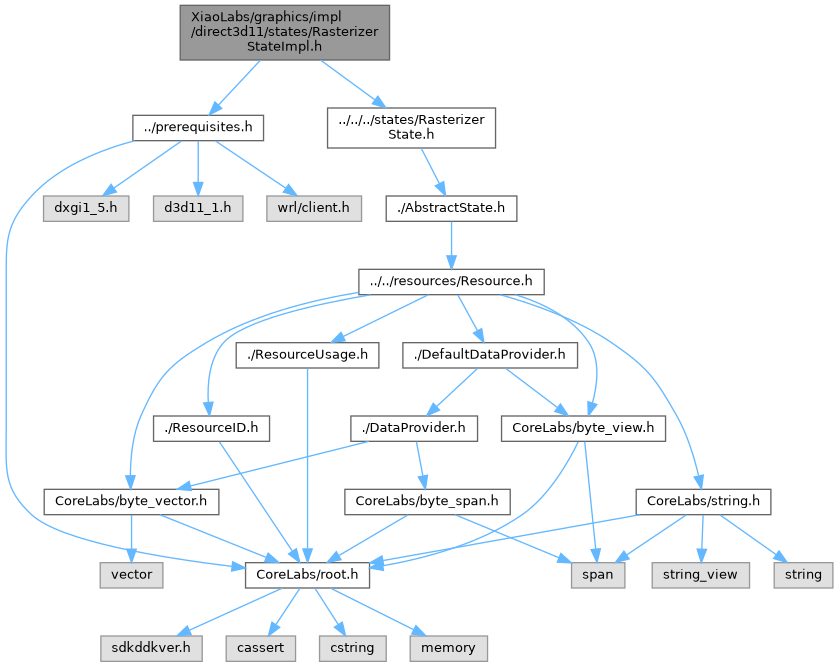 XiaoLabs/graphics/impl
/direct3d11/states/Rasterizer
StateImpl.h
../prerequisites.h
../../../states/Rasterizer
State.h
dxgi1_5.h
d3d11_1.h
wrl/client.h
./AbstractState.h
../../resources/Resource.h
./ResourceUsage.h
./DefaultDataProvider.h
./ResourceID.h
./DataProvider.h
CoreLabs/byte_view.h
CoreLabs/byte_vector.h
CoreLabs/byte_span.h
CoreLabs/string.h
vector
CoreLabs/root.h
span
string_view
string
sdkddkver.h
cassert
cstring
memory